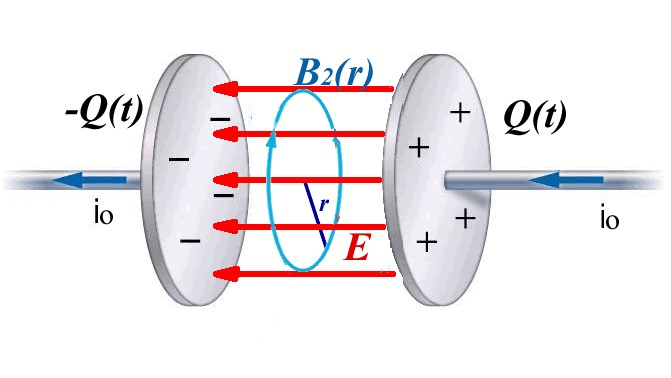 B₂(r)
-Q(t)
Q(t)
+
+
+
+
−
−
−
−
r
E
i₀
i₀